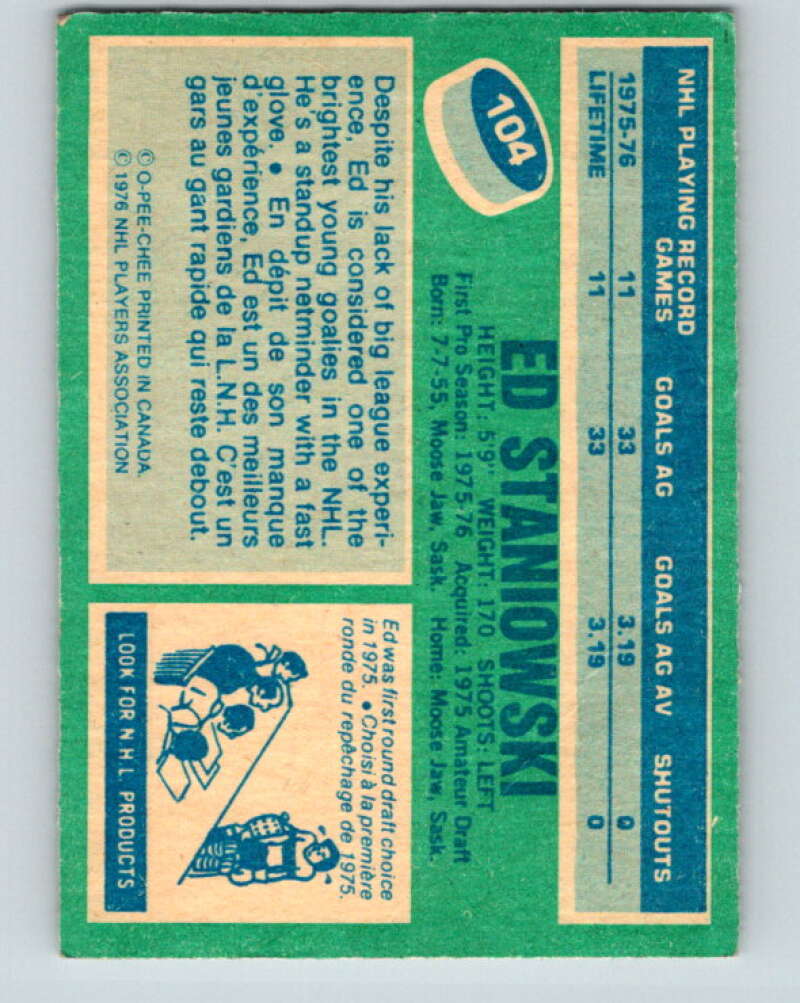 NHL PLAYING RECORD
GAMES GOALS AG GOALS AG AV SHUTOUTS
1975-76 11 33 3.19 0
LIFETIME 11 33 3.19 0
104
ED STANIOWSKI
HEIGHT: 5'9" WEIGHT: 170 SHOOTS: LEFT
First Pro Season: 1975-76 Acquired: 1975 Amateur Draft
Born: 7-7-55, Moose Jaw, Sask. Home: Moose Jaw, Sask.
Despite his lack of big league experi-
ence, Ed is considered one of the
brightest young goalies in the NHL.
He's a standup netminder with a fast
glove. • En dépit de son manque
d'expérience, Ed est un des meilleurs
jeunes gardiens de la L.N.H. C'est un
gars au gant rapide qui reste debout.
© O-PEE-CHEE PRINTED IN CANADA.
© 1976 NHL PLAYERS ASSOCIATION
Ed was first round draft choice
in 1975. • Choisi à la première
ronde du repêchage de 1975.
LOOK FOR N.H.L. PRODUCTS